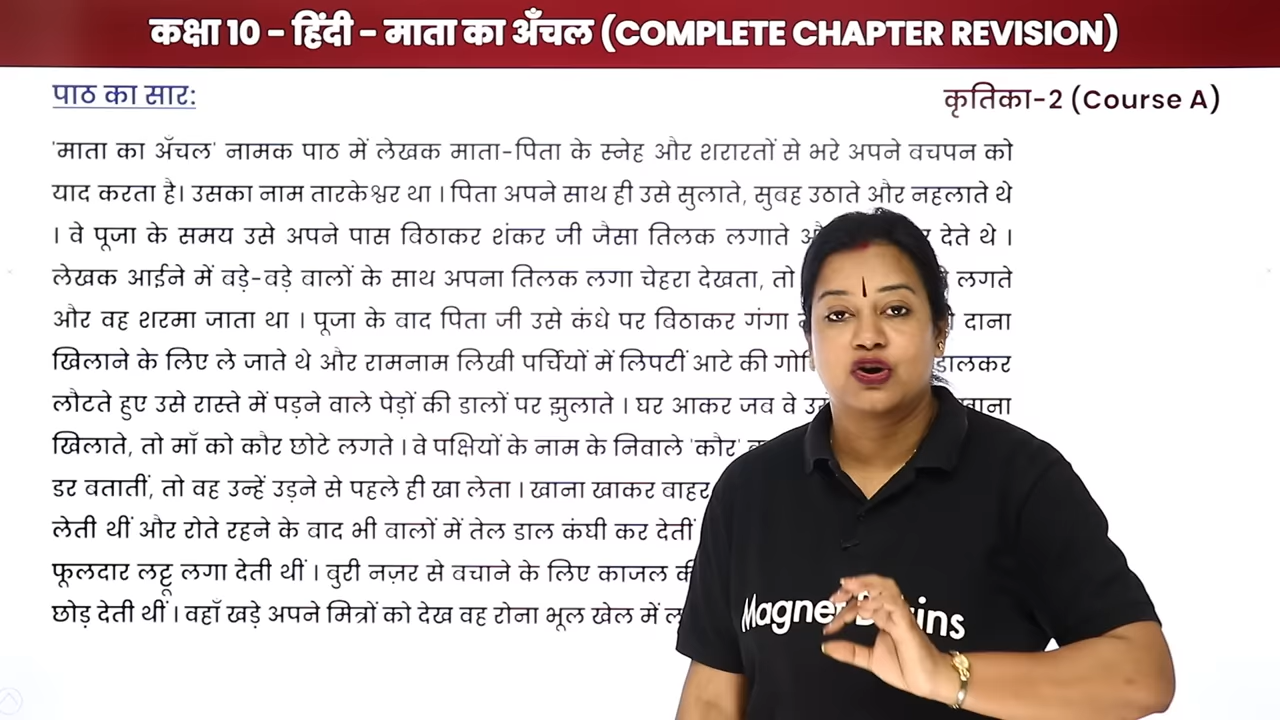 कक्षा 10 - हिंदी - माता का अँचल (COMPLETE CHAPTER REVISION)
पाठ का सार:
कृतिका-2 (Course A)
'माता का अँचल' नामक पाठ में लेखक माता-पिता के स्नेह और शरारतों से भरे अपने बचपन को
याद करता है। उसका नाम तारकेश्वर था । पिता अपने साथ ही उसे सुलाते, सुबह उठाते और नहलाते थे
। वे पूजा के समय उसे अपने पास बिठाकर शंकर जी जैसा तिलक लगाते देते थे ।
लेखक आईने में बड़े-बड़े बालों के साथ अपना तिलक लगा चेहरा देखता, तो लगते
और वह शरमा जाता था । पूजा के बाद पिता जी उसे कंधे पर बिठाकर गंगा दाना
खिलाने के लिए ले जाते थे और रामनाम लिखी पर्चियों में लिपटीं आटे की डालकर
लौटते हुए उसे रास्ते में पड़ने वाले पेड़ों की डालों पर झुलाते । घर आकर जब वे
खिलाते, तो माँ को कौर छोटे लगते । वे पक्षियों के नाम के निवाले 'कौर'
डर बतातीं, तो वह उन्हें उड़ने से पहले ही खा लेता । खाना खाकर बाहर
लेती थीं और रोते रहने के बाद भी बालों में तेल डाल कंघी कर देतीं
फूलदार लट्टू लगा देती थीं । बुरी नज़र से बचाने के लिए काजल
छोड़ देती थीं । वहाँ खड़े अपने मित्रों को देख वह रोना भूल खेल में